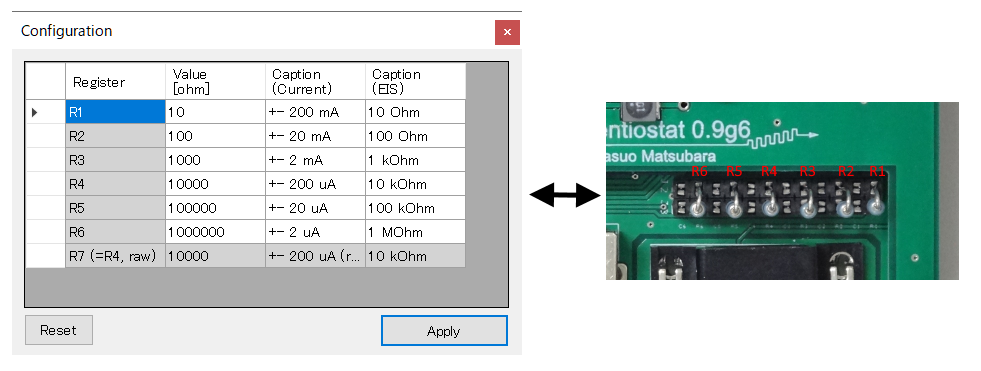 Configuration
Register Value [ohm] Caption (Current) Caption (EIS)
R1 10 +− 200 mA 10 Ohm
R2 100 +− 20 mA 100 Ohm
R3 1000 +− 2 mA 1 kOhm
R4 10000 +− 200 uA 10 kOhm
R5 100000 +− 20 uA 100 kOhm
R6 1000000 +− 2 uA 1 MOhm
R7 (=R4, raw) 10000 +− 200 uA (r... 10 kOhm
Reset Apply
entiostat 0.9g6
asuo Matsubara
R6 R5 R4 R3 R2 R1